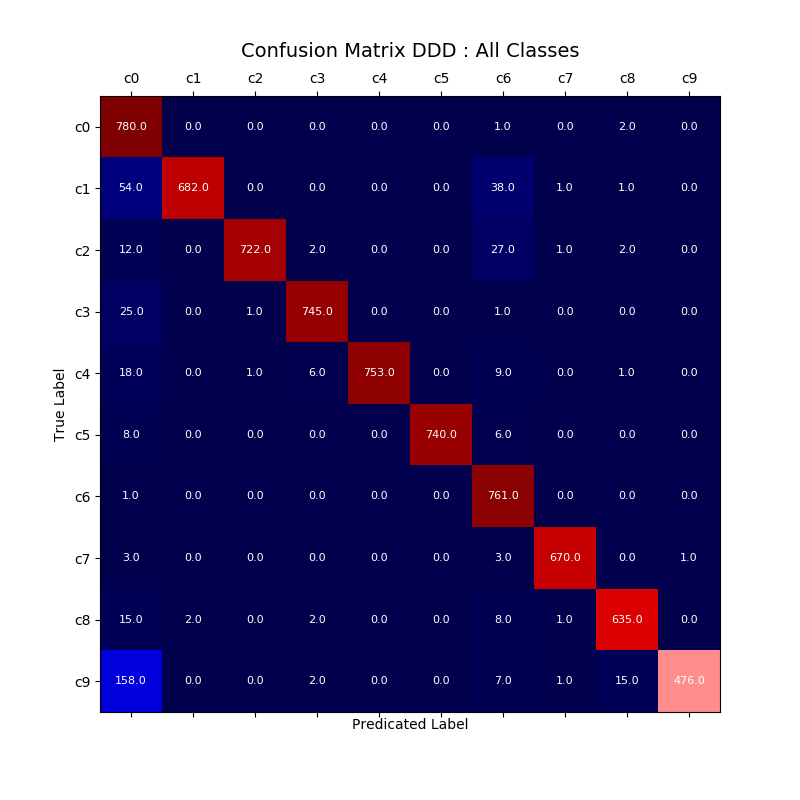 Confusion Matrix DDD : All Classes
c0 c1 c2 c3 c4 c5 c6 c7 c8 c9
c0 780.0 0.0 0.0 0.0 0.0 0.0 1.0 0.0 2.0 0.0
c1 54.0 682.0 0.0 0.0 0.0 0.0 38.0 1.0 1.0 0.0
c2 12.0 0.0 722.0 2.0 0.0 0.0 27.0 1.0 2.0 0.0
c3 25.0 0.0 1.0 745.0 0.0 0.0 1.0 0.0 0.0 0.0
c4 18.0 0.0 1.0 6.0 753.0 0.0 9.0 0.0 1.0 0.0
True Label
c5 8.0 0.0 0.0 0.0 0.0 740.0 6.0 0.0 0.0 0.0
c6 1.0 0.0 0.0 0.0 0.0 0.0 761.0 0.0 0.0 0.0
c7 3.0 0.0 0.0 0.0 0.0 0.0 3.0 670.0 0.0 1.0
c8 15.0 2.0 0.0 2.0 0.0 0.0 8.0 1.0 635.0 0.0
c9 158.0 0.0 0.0 2.0 0.0 0.0 7.0 1.0 15.0 476.0
Predicated Label